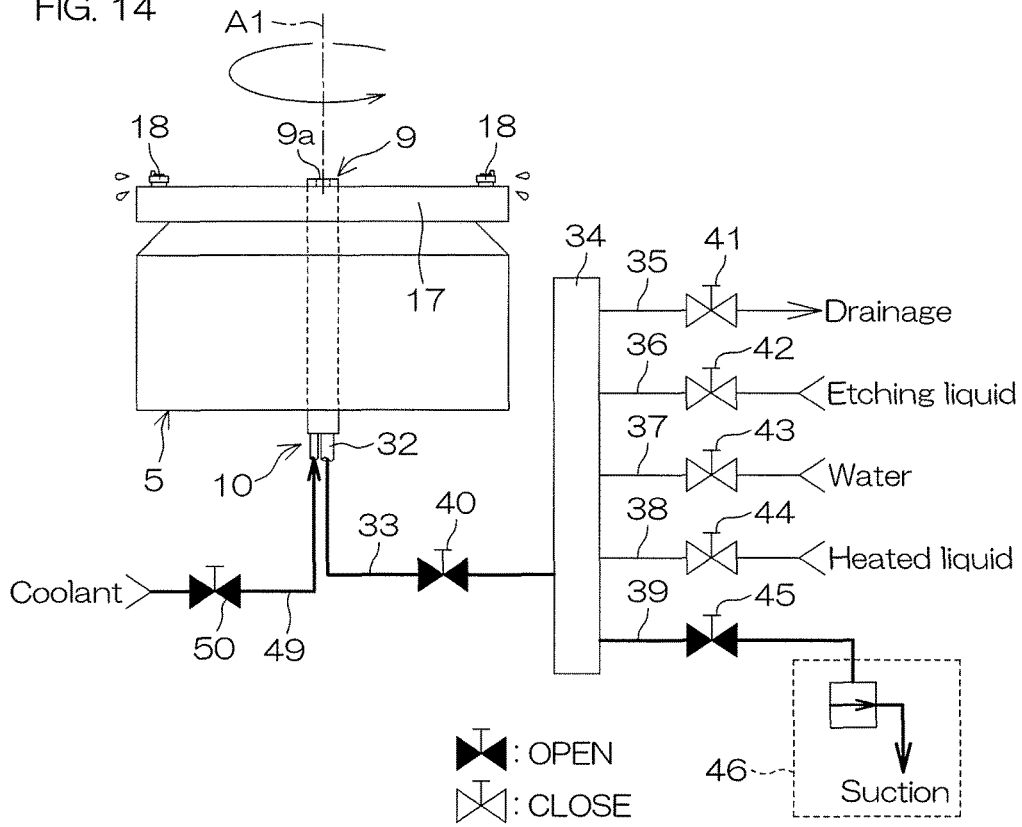 FIG. 14
A1
18
9a
9
18
17
34
35
41
Drainage
36
42
Etching liquid
37
43
Water
38
44
Heated liquid
39
45
5
10
32
33
40
Coolant
50
49
46
Suction
: OPEN
: CLOSE